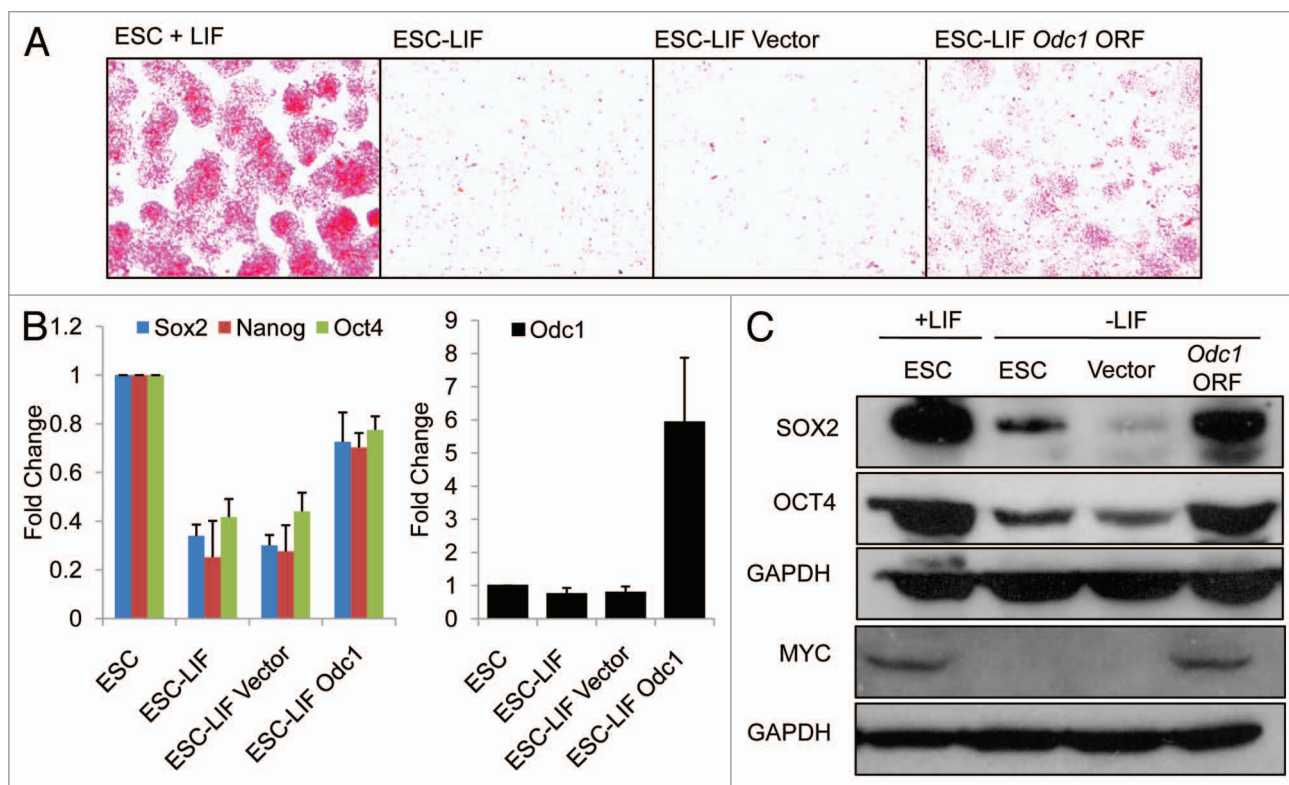 A
ESC + LIF
ESC-LIF
ESC-LIF Vector
ESC-LIF Odc1 ORF
B
Sox2 Nanog Oct4
Fold Change
1.2
1
0.8
0.6
0.4
0.2
0
ESC
ESC-LIF
ESC-LIF Vector
ESC-LIF Odc1
Odc1
Fold Change
9
8
7
6
5
4
3
2
1
0
ESC
ESC-LIF
ESC-LIF Vector
ESC-LIF Odc1
C
+LIF
-LIF
ESC
ESC
Vector
Odc1
ORF
SOX2
OCT4
GAPDH
MYC
GAPDH